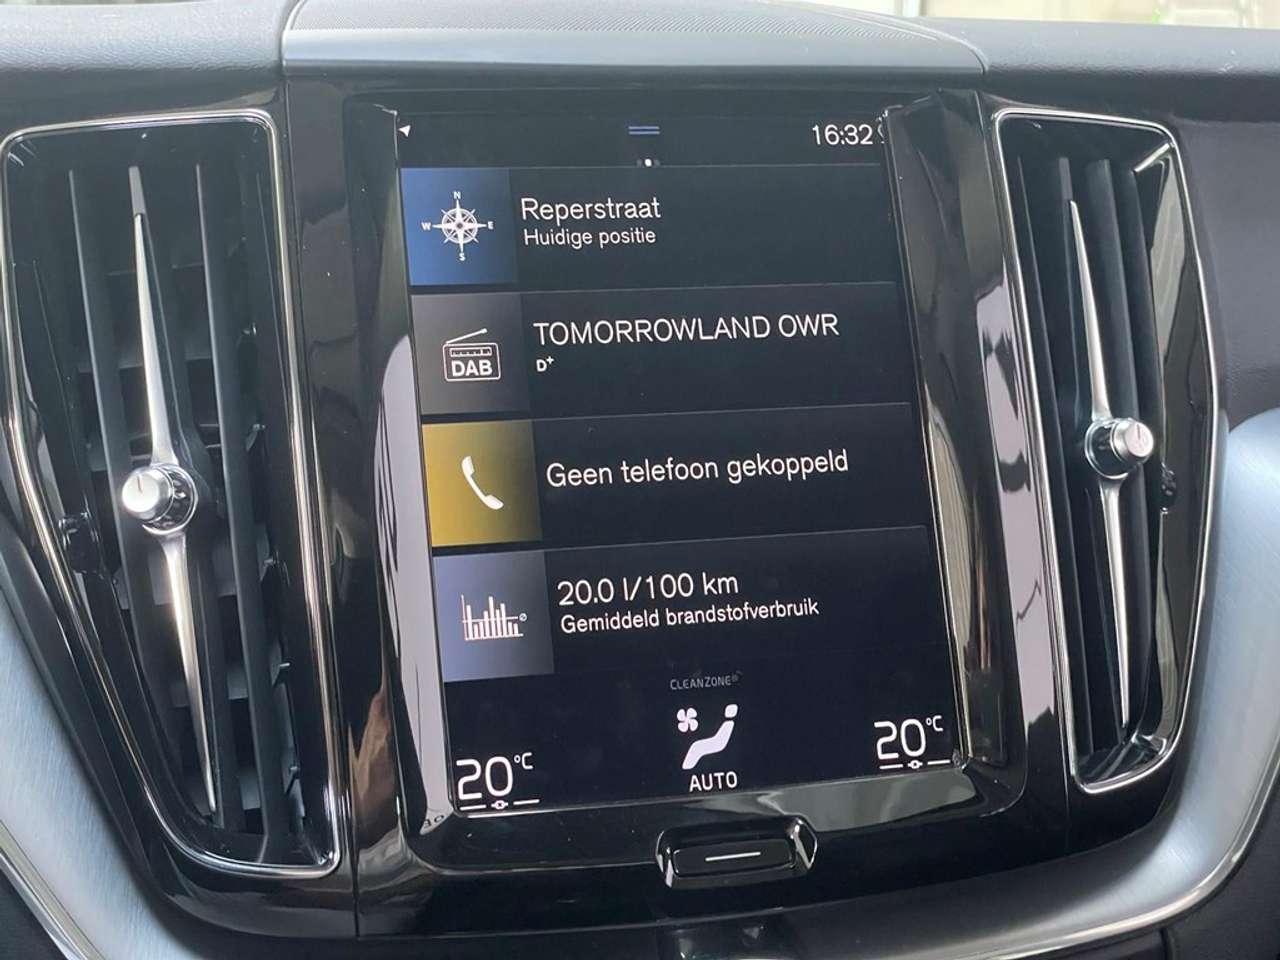 16:32
N
W E
S
Reperstraat
Huidige positie
DAB
TOMORROWLAND OWR
D+
Geen telefoon gekoppeld
20.0 l/100 km
Gemiddeld brandstofverbruik
CLEANZONE®
20°C
AUTO
20°C